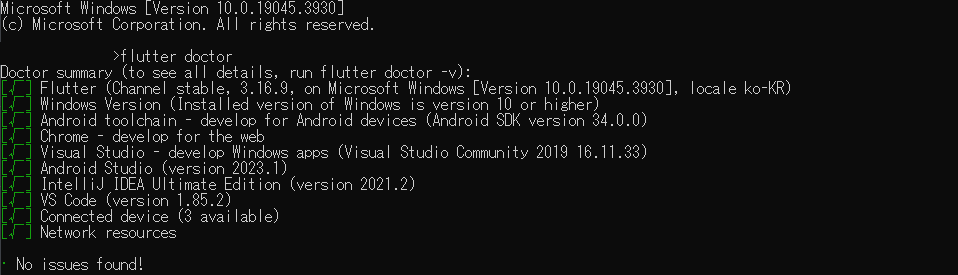 Microsoft Windows [Version 10.0.19045.3930]
(c) Microsoft Corporation. All rights reserved.
>flutter doctor
Doctor summary (to see all details, run flutter doctor -v):
[√] Flutter (Channel stable, 3.16.9, on Microsoft Windows [Version 10.0.19045.3930], locale ko-KR)
[√] Windows Version (Installed version of Windows is version 10 or higher)
[√] Android toolchain - develop for Android devices (Android SDK version 34.0.0)
[√] Chrome - develop for the web
[√] Visual Studio - develop Windows apps (Visual Studio Community 2019 16.11.33)
[√] Android Studio (version 2023.1)
[√] IntelliJ IDEA Ultimate Edition (version 2021.2)
[√] VS Code (version 1.85.2)
[√] Connected device (3 available)
[√] Network resources
· No issues found!